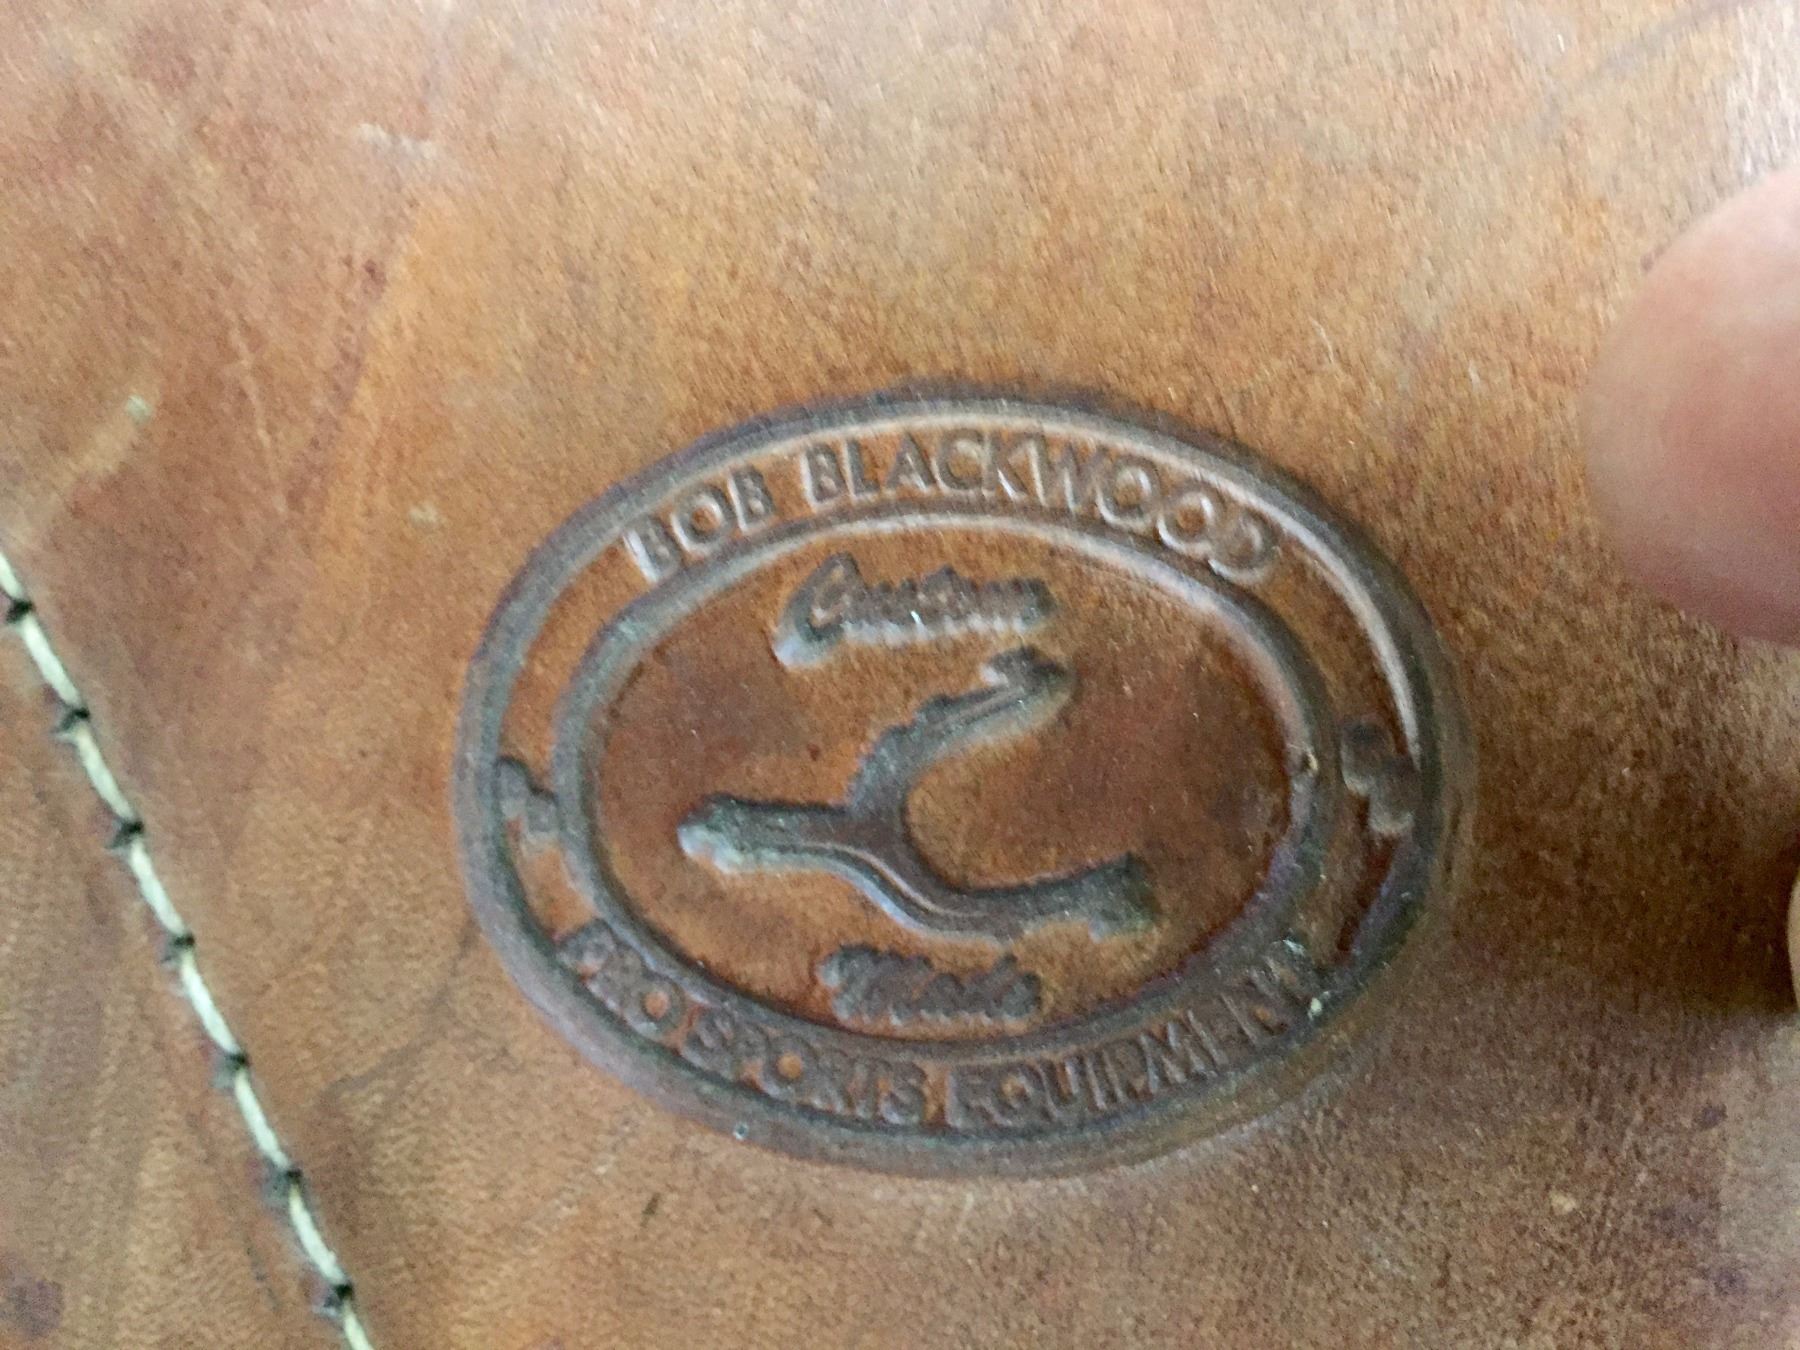 BOB BLACKWOOD
Custom
Made
PRO SPORTS EQUIPMENT